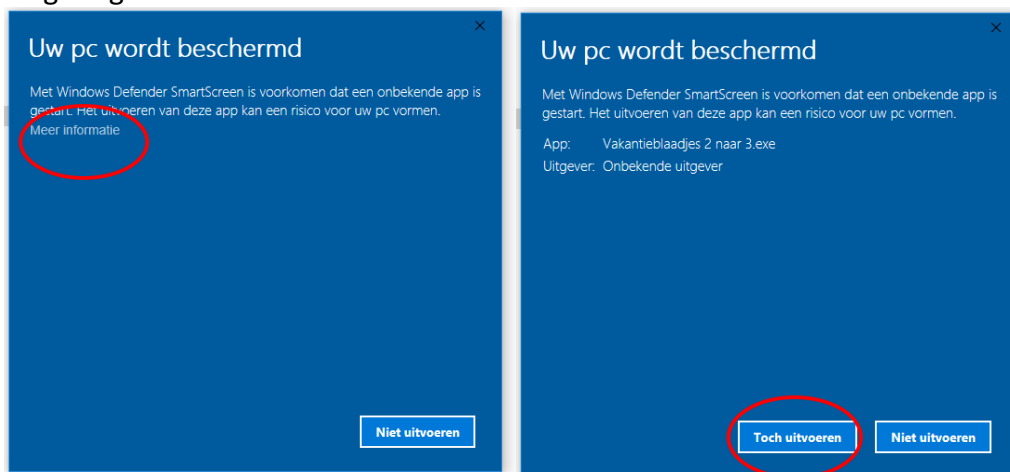 Uw pc wordt beschermd
Met Windows Defender SmartScreen is voorkomen dat een onbekende app is
gestart. Het uitvoeren van deze app kan een risico voor uw pc vormen.
Meer informatie
Niet uitvoeren
Uw pc wordt beschermd
Met Windows Defender SmartScreen is voorkomen dat een onbekende app is
gestart. Het uitvoeren van deze app kan een risico voor uw pc vormen.
App: Vakantieblaadjes 2 naar 3.exe
Uitgever: Onbekende uitgever
Toch uitvoeren Niet uitvoeren